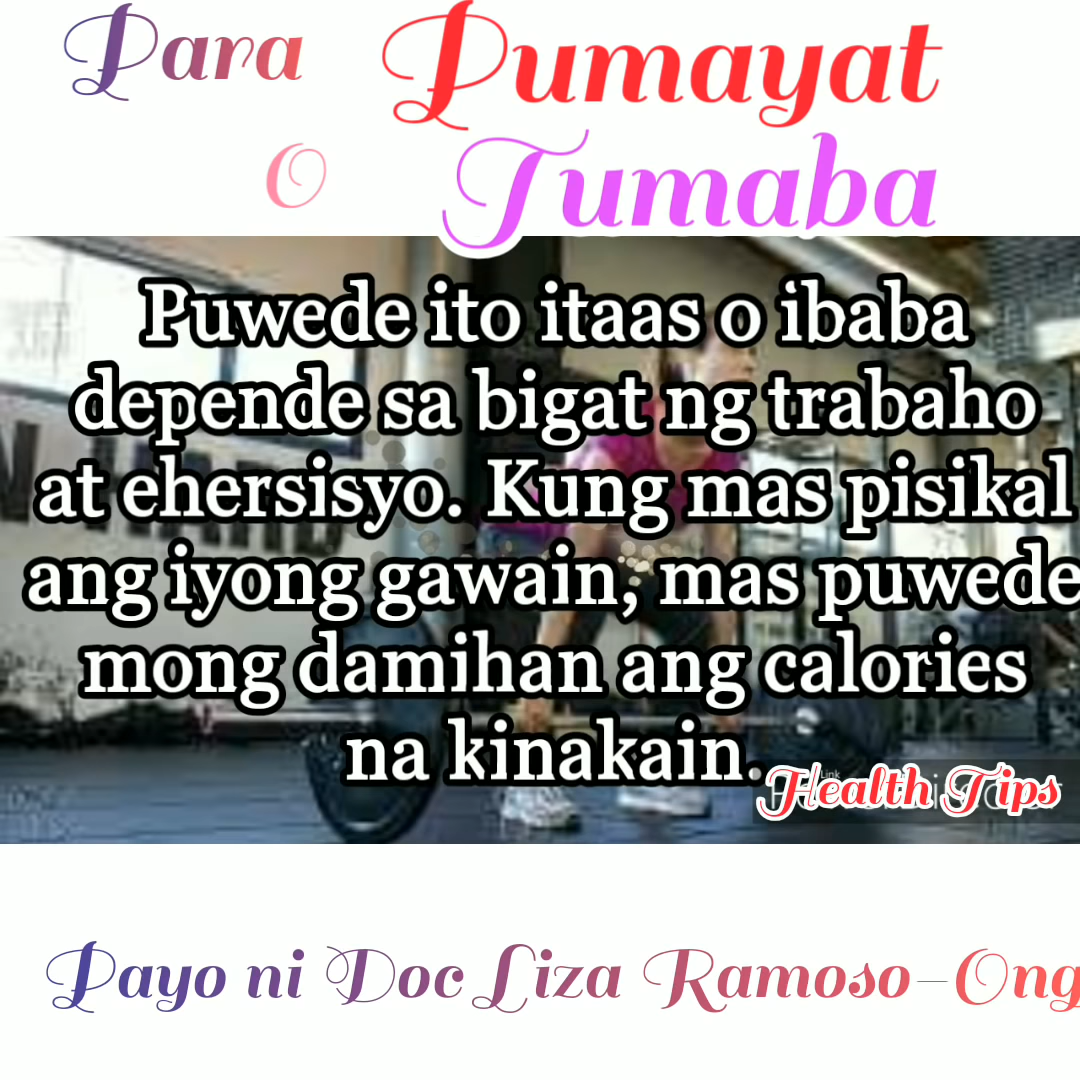 Para Pumayat
O Tumaba
Puwede ito itaas o ibaba
depende sa bigat ng trabaho
at ehersisyo. Kung mas pisikal
ang iyong gawain, mas puwede
mong damihan ang calories
na kinakain.
Link
Health Tips
Payo ni Doc Liza Ramoso-Ong